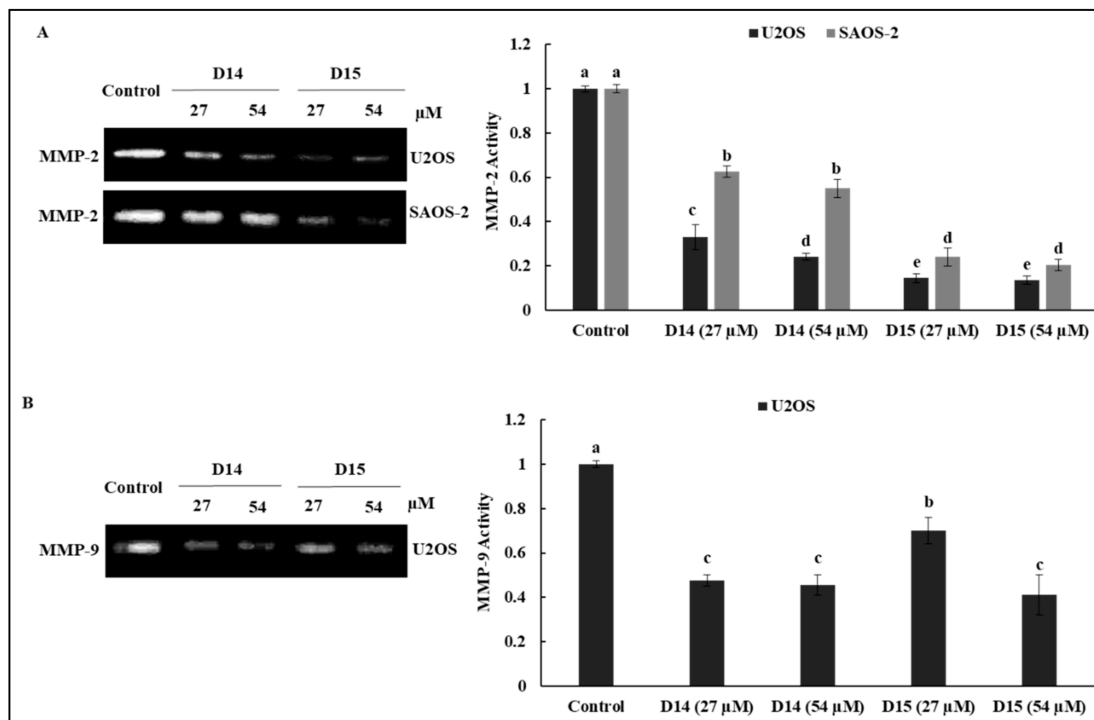 A
Control
D14
D15
27
54
27
54
µM
MMP-2
U2OS
MMP-2
SAOS-2
U2OS
SAOS-2
MMP-2 Activity
1.2
1
0.8
0.6
0.4
0.2
0
a
a
c
b
d
b
e
d
e
d
Control
D14 (27 µM)
D14 (54 µM)
D15 (27 µM)
D15 (54 µM)
B
Control
D14
D15
27
54
27
54
µM
MMP-9
U2OS
U2OS
MMP-9 Activity
1.2
1
0.8
0.6
0.4
0.2
0
a
c
c
b
c
Control
D14 (27 µM)
D14 (54 µM)
D15 (27 µM)
D15 (54 µM)